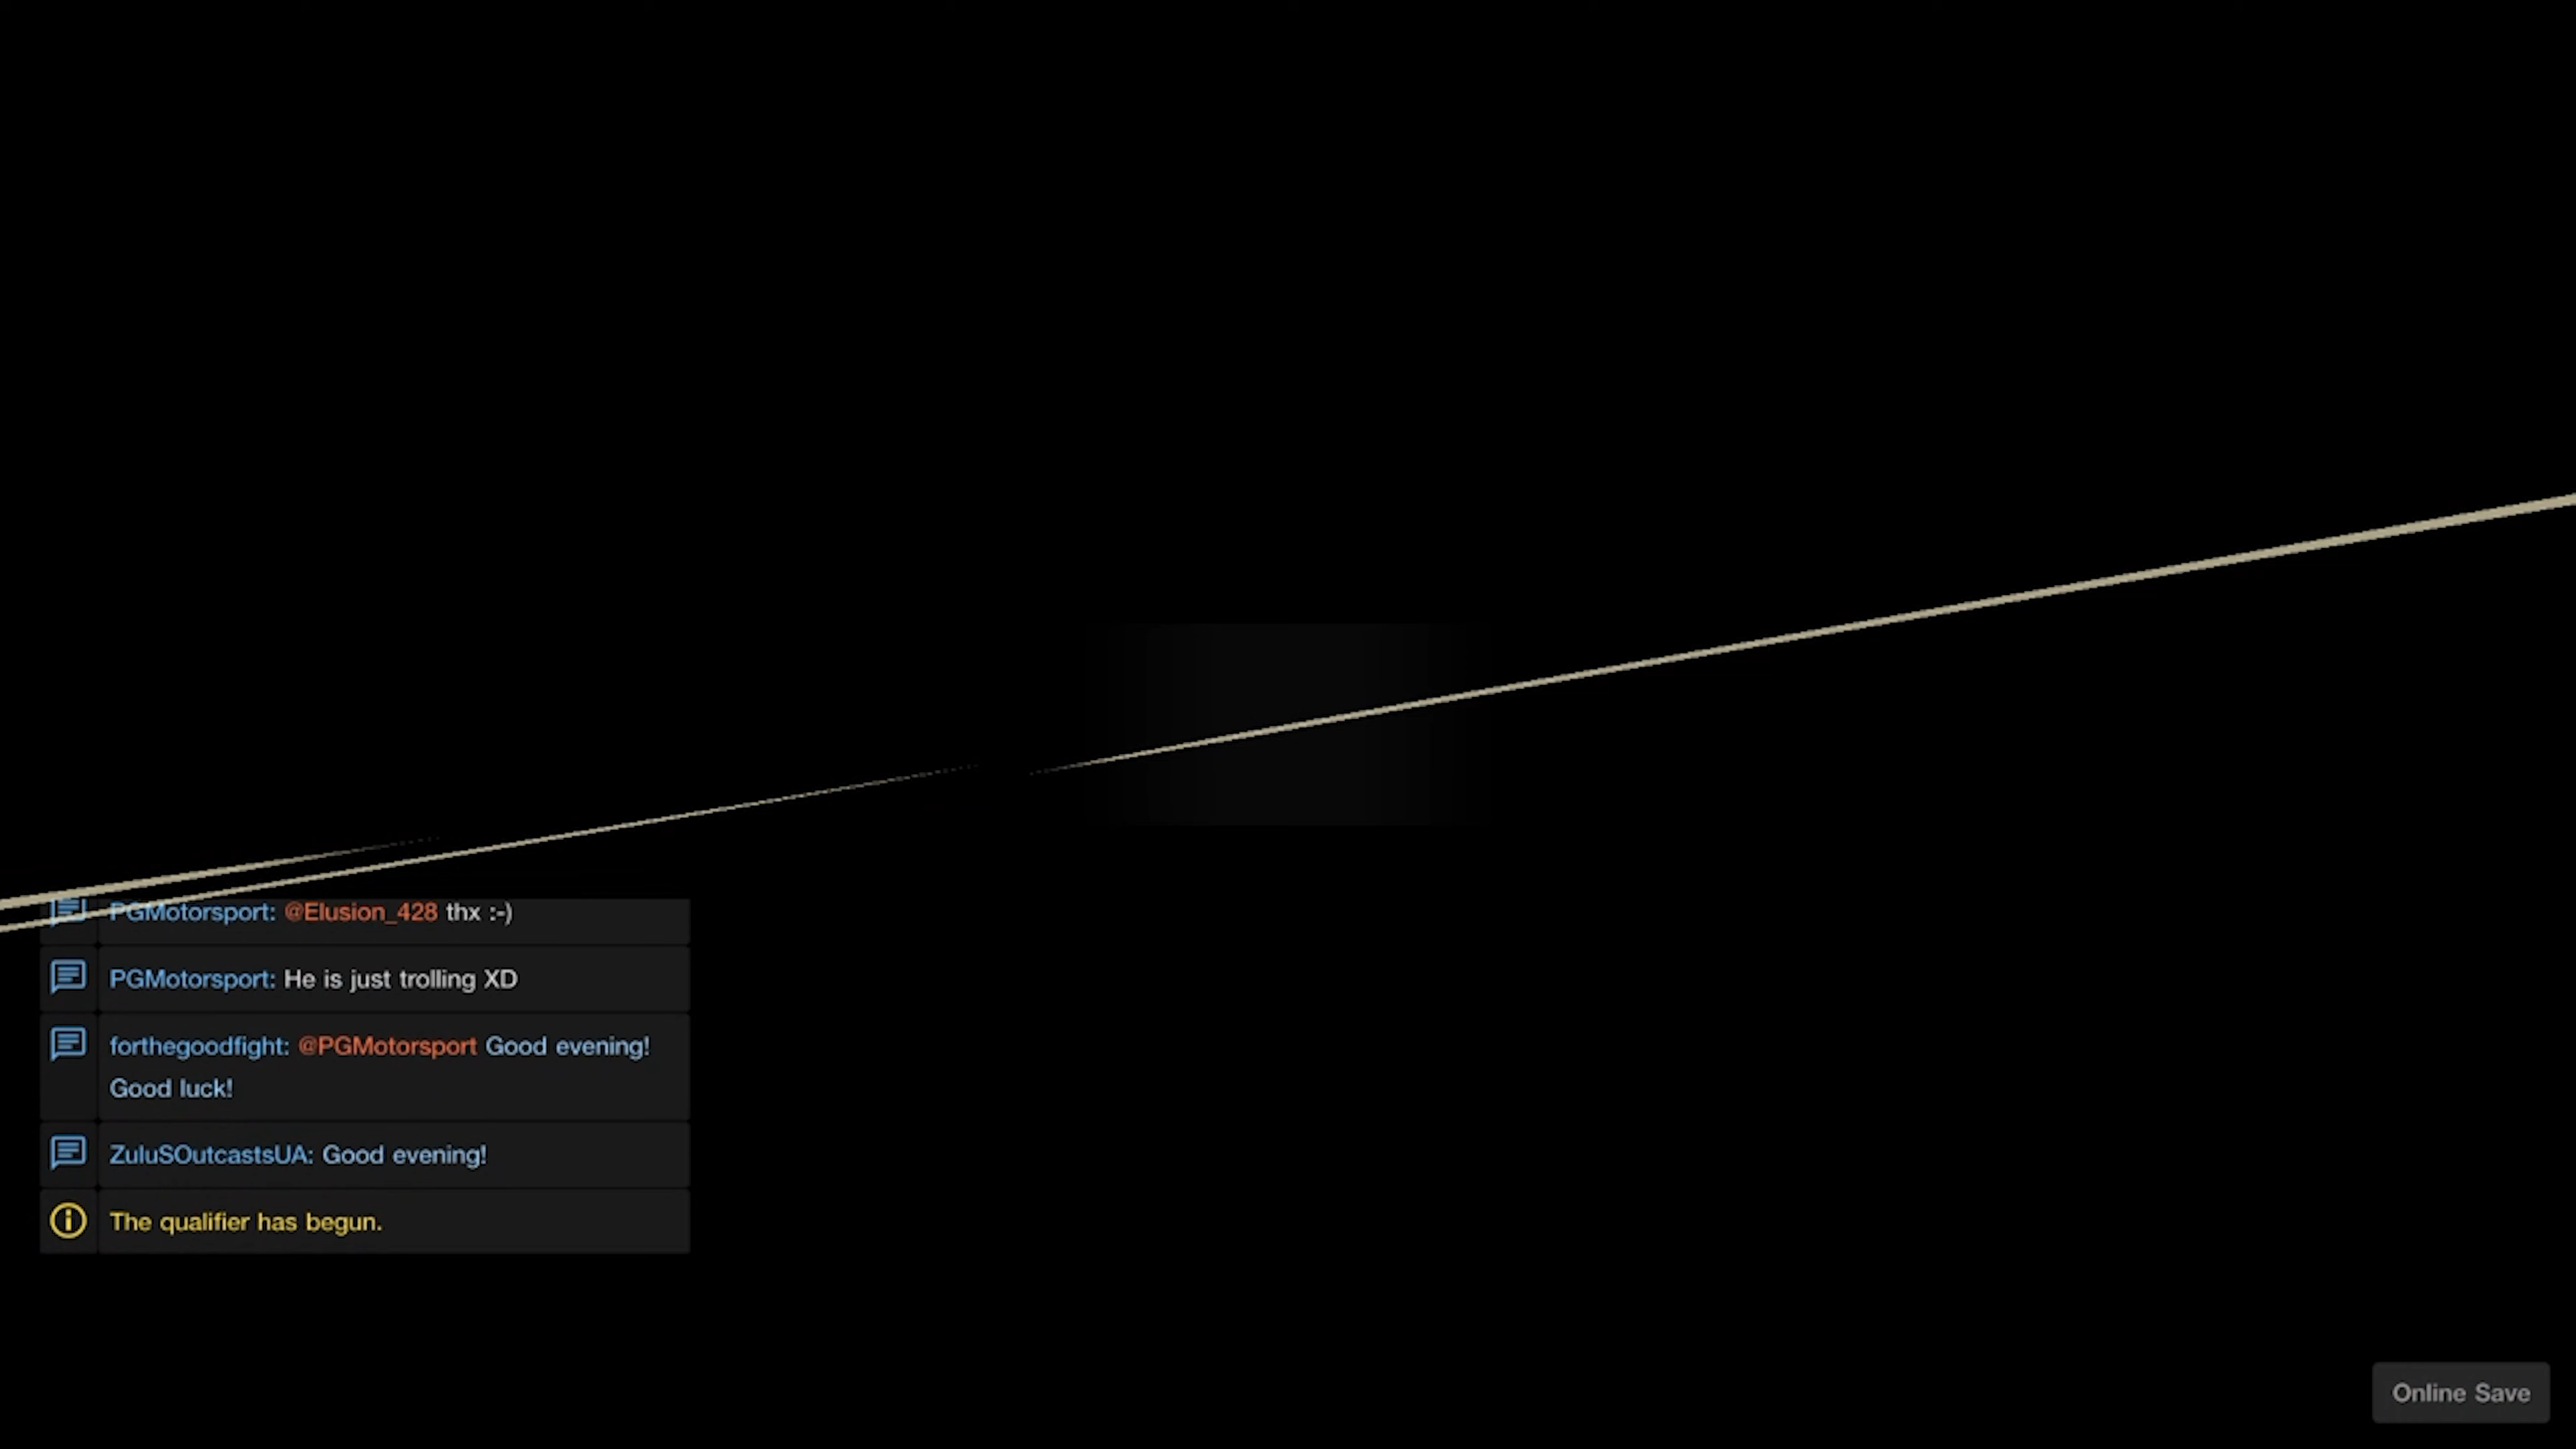 PGMotorsport: @Elusion_428 thx :-)
PGMotorsport: He is just trolling XD
forthegoodfight: @PGMotorsport Good evening!
Good luck!
ZuluSOutcastsUA: Good evening!
The qualifier has begun.
Online Save